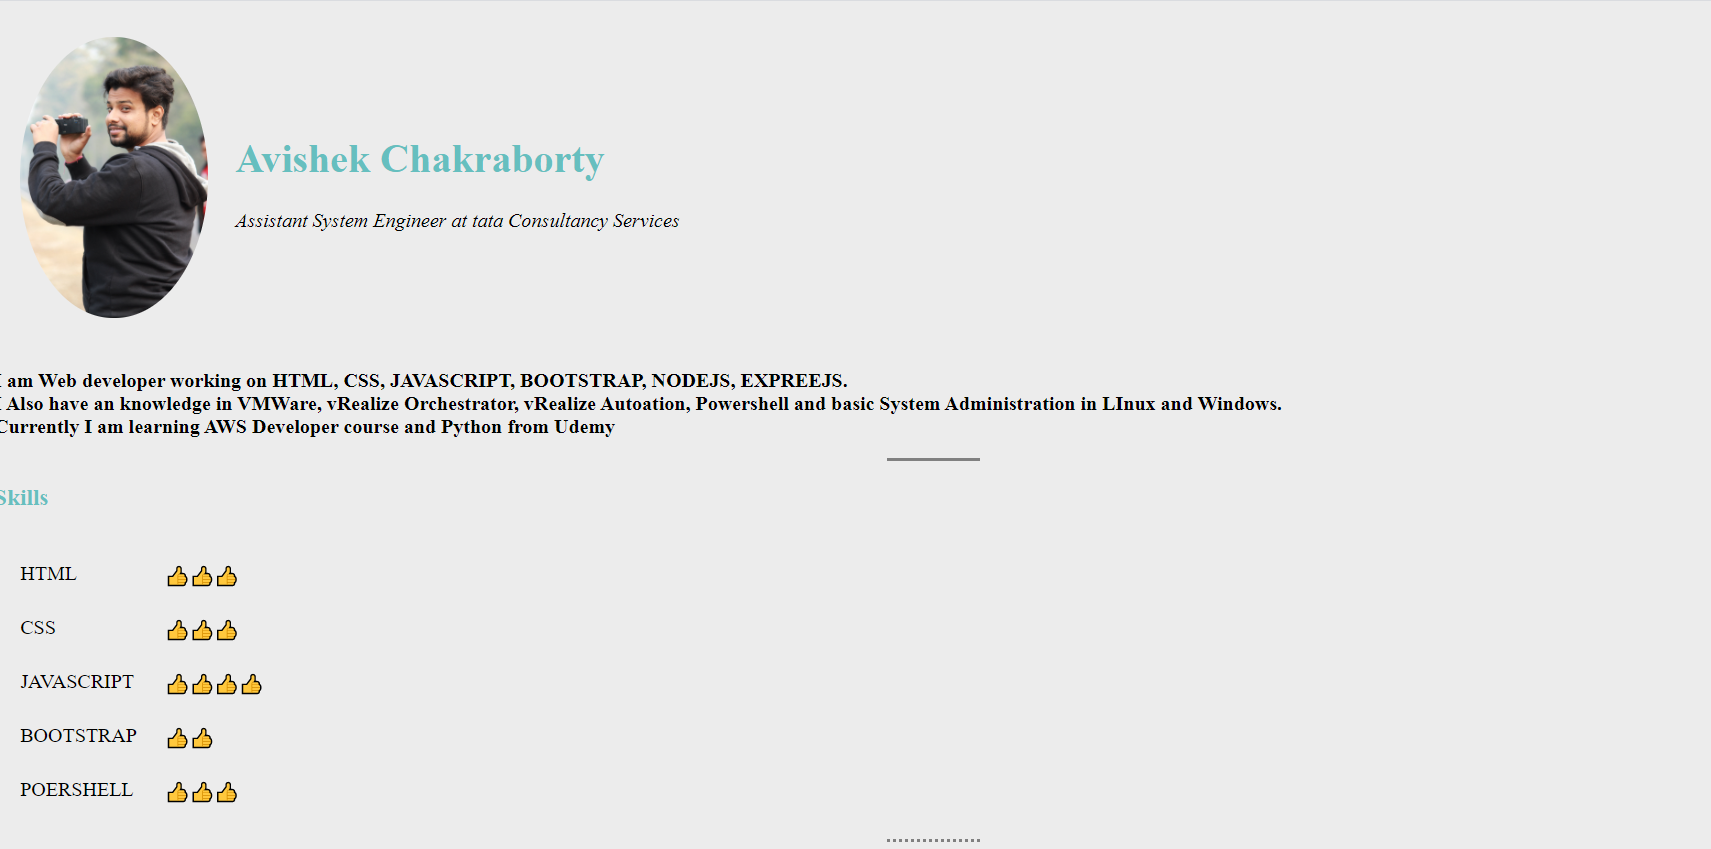 Avishek Chakraborty
Assistant System Engineer at tata Consultancy Services
I am Web developer working on HTML, CSS, JAVASCRIPT, BOOTSTRAP, NODEJS, EXPREEJS.
I Also have an knowledge in VMWare, vRealize Orchestrator, vRealize Autoation, Powershell and basic System Administration in LInux and Windows.
Currently I am learning AWS Developer course and Python from Udemy
Skills
HTML 👍👍👍
CSS 👍👍👍
JAVASCRIPT 👍👍👍👍
BOOTSTRAP 👍👍
POERSHELL 👍👍👍